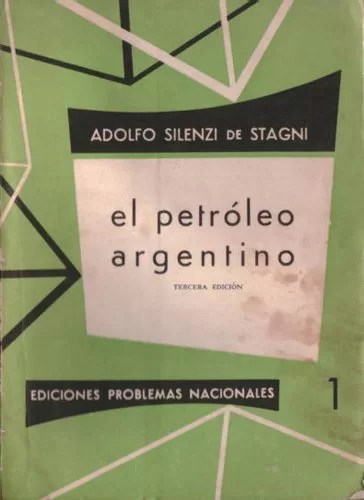 ADOLFO SILENZI DE STAGNI
el petróleo
argentino
TERCERA EDICIÓN
EDICIONES PROBLEMAS NACIONALES
1